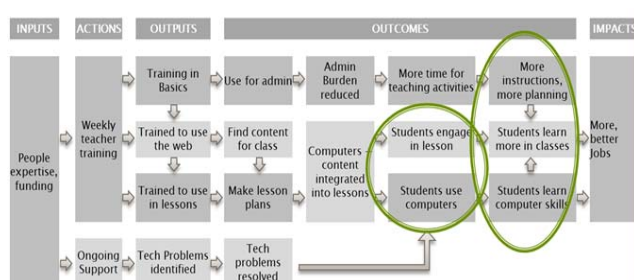 INPUTS
ACTIONS
OUTPUTS
OUTCOMES
IMPACTS
People
expertise,
funding
Weekly
teacher
training
Training in
Basics
Use for admin
Admin
Burden
reduced
More time for
teaching activities
More
instructions,
more planning
Trained to use
the web
Find content
for class
Computers –
content
integrated
into lessons
Students engage
in lesson
Students learn
more in classes
More,
better
Jobs
Trained to use
in lessons
Make lesson
plans
Students use
computers
Students learn
computer skills
Ongoing
Support
Tech Problems
identified
Tech
problems
resolved